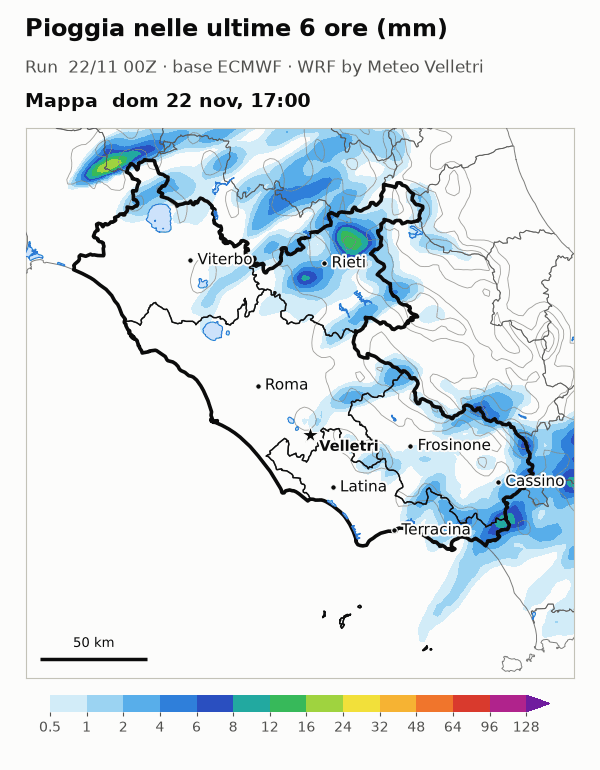 Pioggia nelle ultime 6 ore (mm)
Run  22/11 00Z · base ECMWF · WRF by Meteo Velletri
Mappa  dom 22 nov, 17:00
Viterbo
Rieti
Roma
Velletri
Frosinone
Latina
Cassino
Terracina
50 km
0.5 1 2 4 6 8 12 16 24 32 48 64 96 128